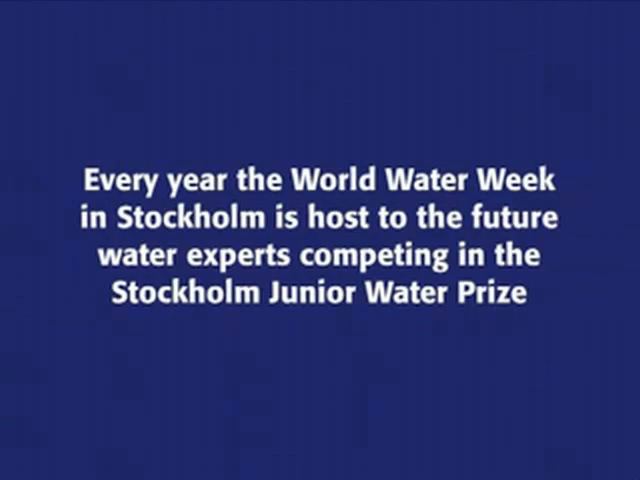 Every year the World Water Week
in Stockholm is host to the future
water experts competing in the
Stockholm Junior Water Prize